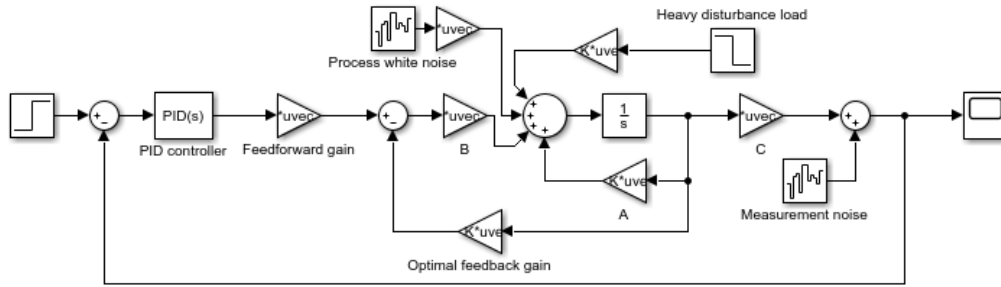 Heavy disturbance load
*uvec
K*uve
Process white noise
PID(s)
*uvec
*uvec
1
s
*uvec
PID controller
Feedforward gain
B
C
K*uve
A
Measurement noise
K*uve
Optimal feedback gain